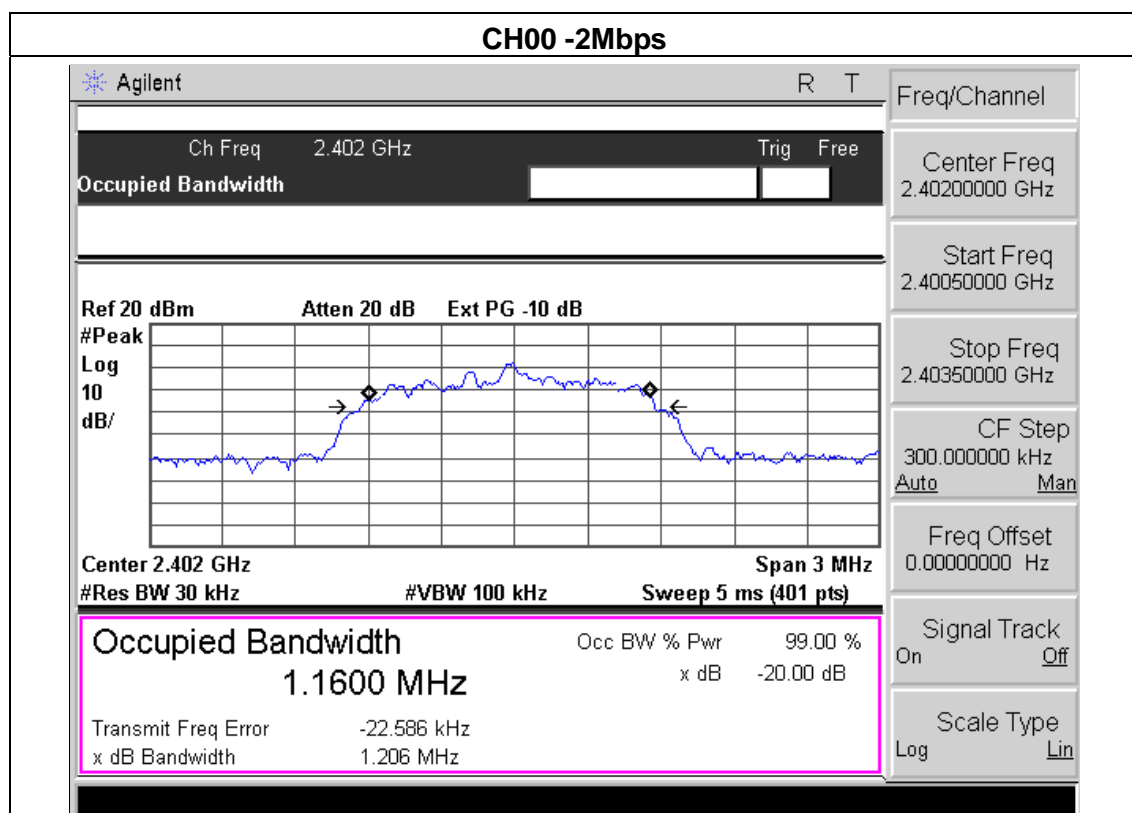 CH00 -2Mbps
Agilent R T
Ch Freq 2.402 GHz Trig Free
Occupied Bandwidth
Ref 20 dBm Atten 20 dB Ext PG -10 dB
#Peak
Log
10
dB/
Center 2.402 GHz Span 3 MHz
#Res BW 30 kHz #VBW 100 kHz Sweep 5 ms (401 pts)
Occupied Bandwidth Occ BW % Pwr 99.00 %
1.1600 MHz x dB -20.00 dB
Transmit Freq Error -22.586 kHz
x dB Bandwidth 1.206 MHz
Freq/Channel
Center Freq
2.40200000 GHz
Start Freq
2.40050000 GHz
Stop Freq
2.40350000 GHz
CF Step
300.000000 kHz
Auto Man
Freq Offset
0.00000000 Hz
Signal Track
On Off
Scale Type
Log Lin